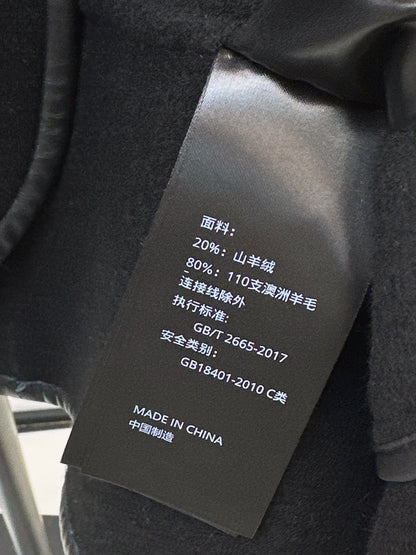 面料：
20%：山羊绒
80%：110支澳洲羊毛
连接线除外
执行标准:
GB/T 2665-2017
安全类别：
GB18401-2010 C类
MADE IN CHINA
中国制造